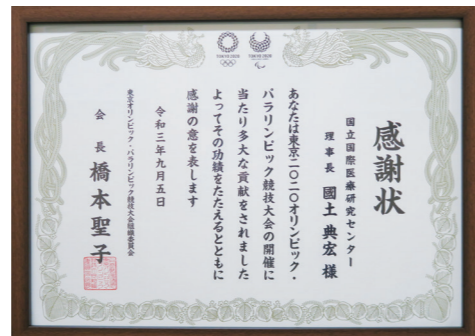 TOKYO 2020
TOKYO 2020
感謝状
国立国際医療研究センター
理事長 國土典宏 様
あなたは東京二〇二〇オリンピック・
パラリンピック競技大会の開催に
当たり多大な貢献をされました
よってその功績をたたえるとともに
感謝の意を表します
令和三年九月五日
東京オリンピック・パラリンピック競技大会組織委員会
会長 橋本聖子